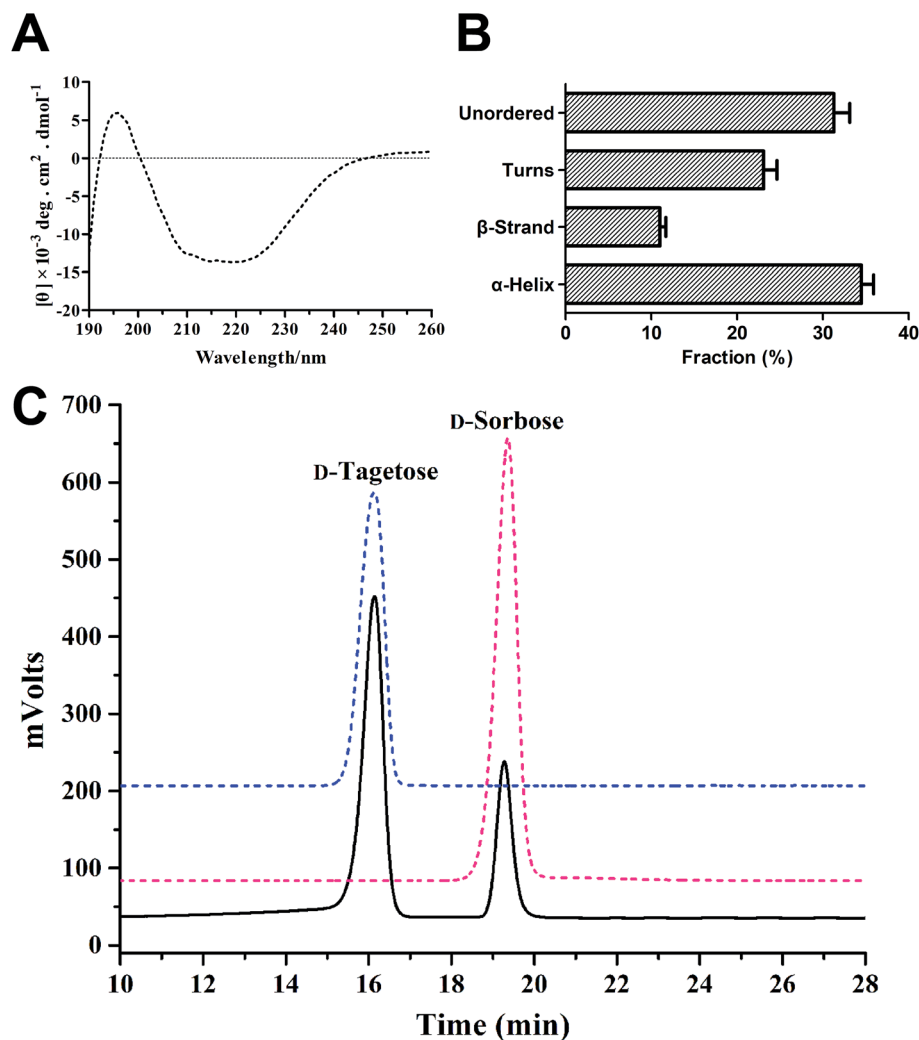 A
[θ] × 10⁻³ deg . cm² . dmol⁻¹
10
5
0
-5
-10
-15
-20
190 200 210 220 230 240 250 260
Wavelength/nm
B
Unordered
Turns
β-Strand
α-Helix
0 10 20 30 40
Fraction (%)
C
mVolts
700
600
500
400
300
200
100
0
D-Tagetose
D-Sorbose
10 12 14 16 18 20 22 24 26 28
Time (min)